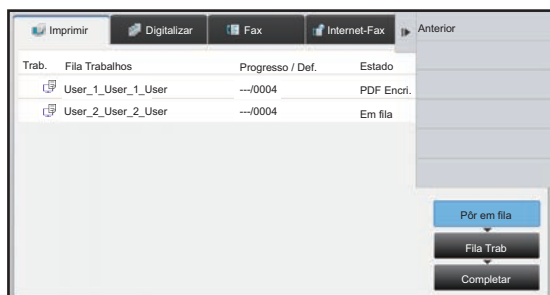 Imprimir Digitalizar Fax Internet-Fax Anterior
Trab. Fila Trabalhos Progresso / Def. Estado
User_1_User_1_User ---/0004 PDF Encri.
User_2_User_2_User ---/0004 Em fila
Pôr em fila
Fila Trab
Completar